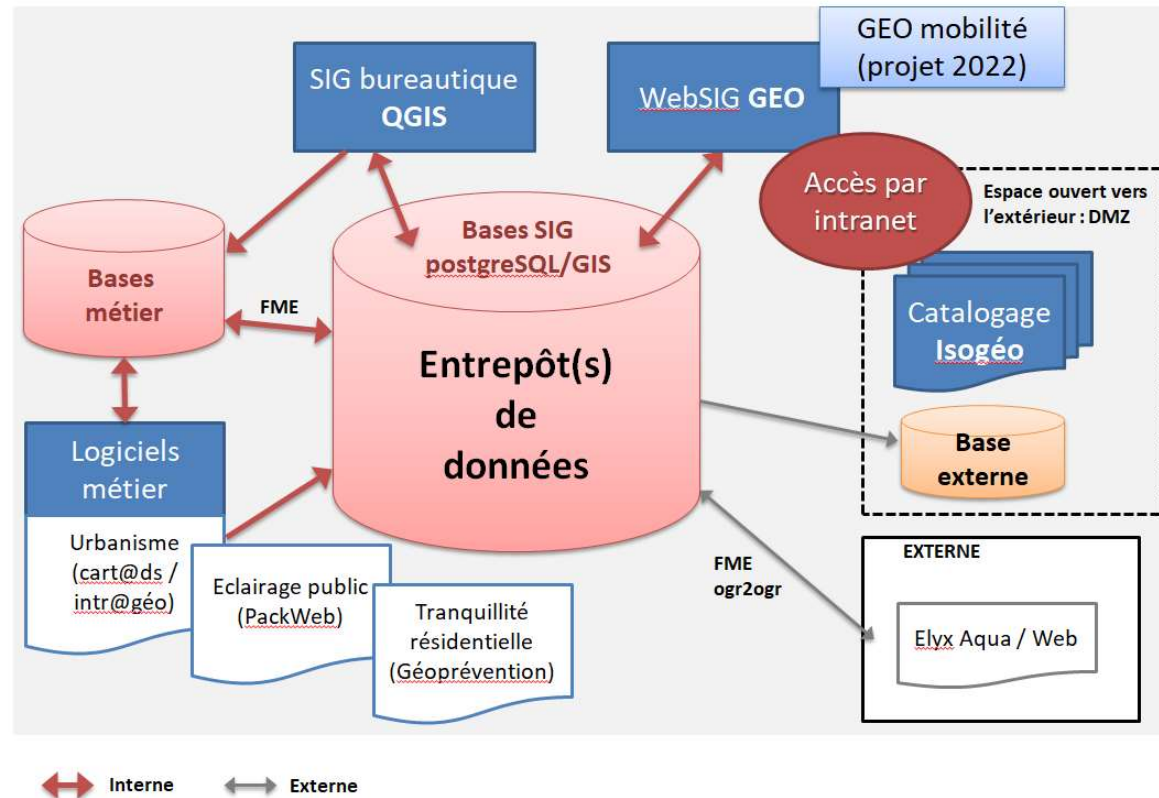 GEO mobilité
(projet 2022)
SIG bureautique
QGIS
WebSIG GEO
Accès par
intranet
Espace ouvert vers
l'extérieur : DMZ
Bases SIG
postgreSQL/GIS
Bases
métier
FME
Entrepôt(s)
de
données
Catalogage
Isogéo
Base
externe
Logiciels
métier
Urbanisme
(cart@ds /
intr@géo)
Eclairage public
(PackWeb)
Tranquillité
résidentielle
(Géoprévention)
FME
ogr2ogr
EXTERNE
Elyx Aqua / Web
Interne
Externe